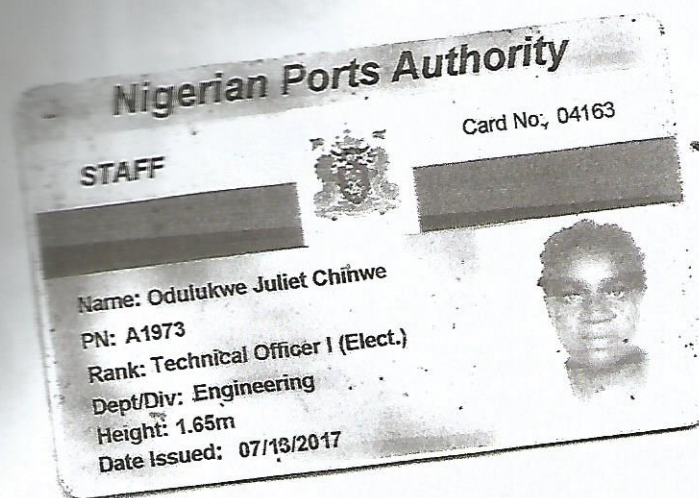 Nigerian Ports Authority
STAFF
Card No:, 04163
Name: Odulukwe Juliet Chinwe
PN: A1973
Rank: Technical Officer I (Elect.)
Dept/Div: Engineering
Height: 1.65m
Date Issued: 07/13/2017